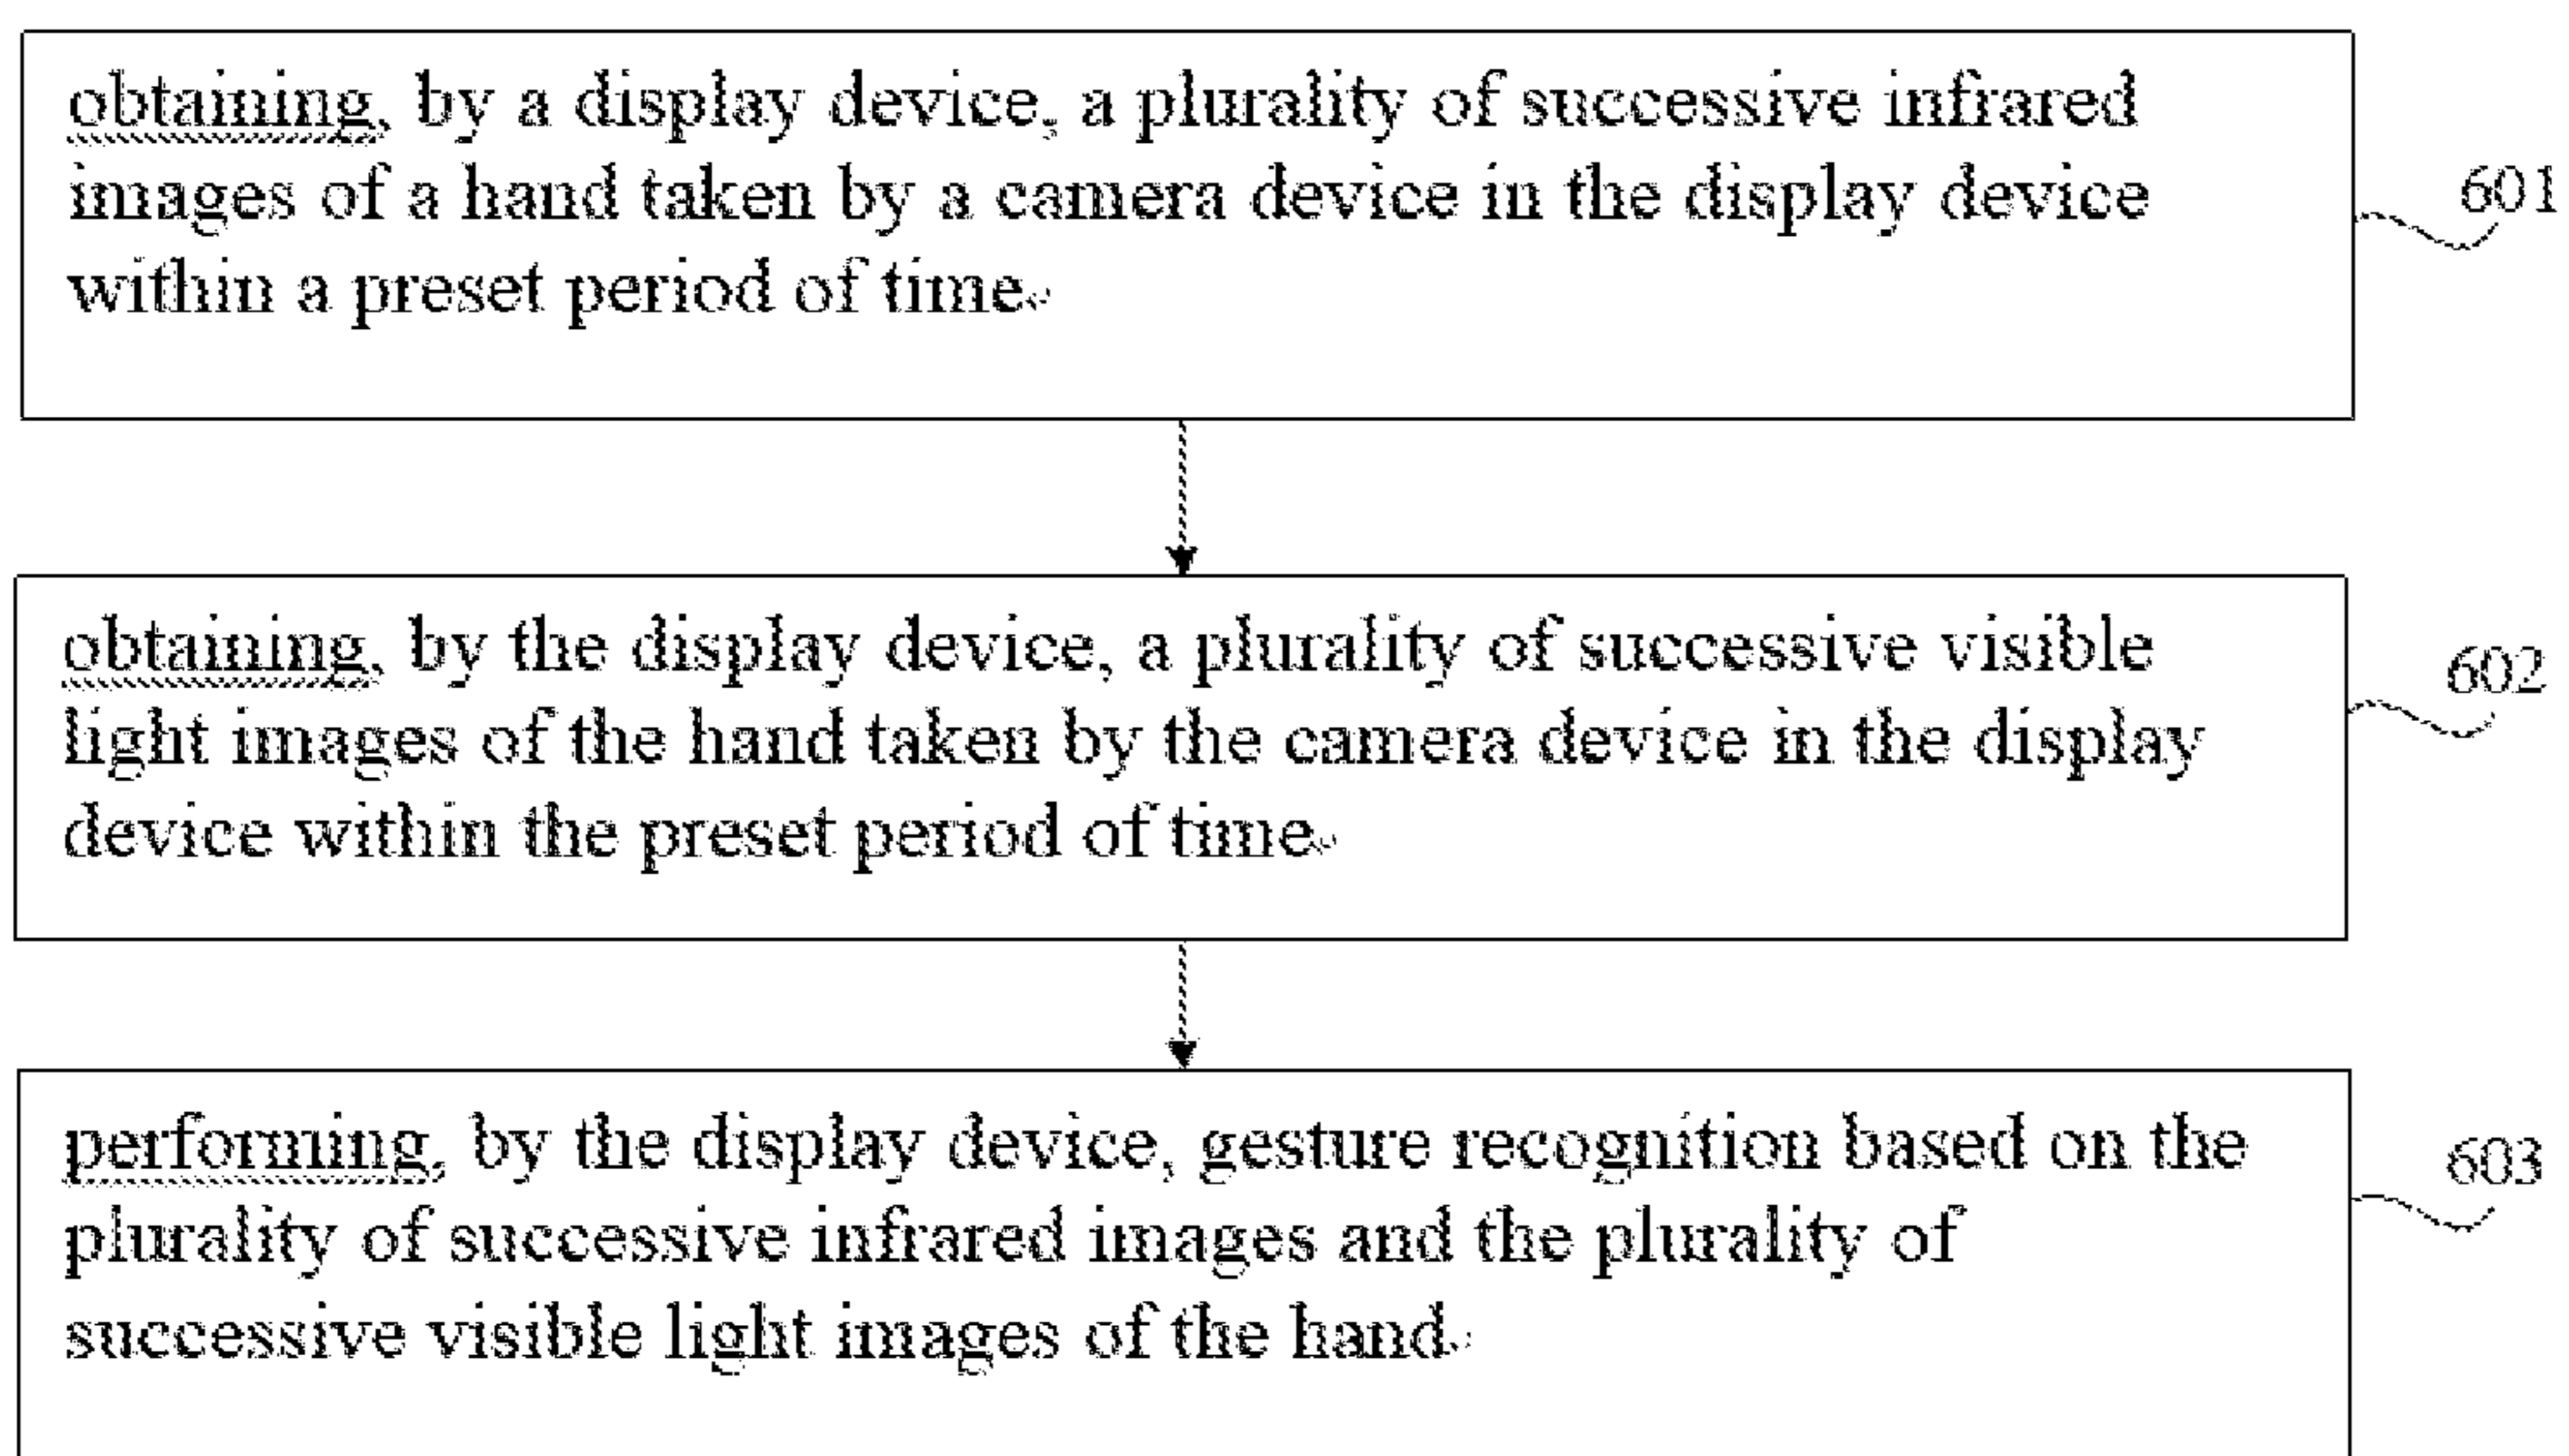 obtaining, by a display device, a plurality of successive infrared
images of a hand taken by a camera device in the display device
within a preset period of time
601
obtaining, by the display device, a plurality of successive visible
light images of the hand taken by the camera device in the display
device within the preset period of time
602
performing, by the display device, gesture recognition based on the
plurality of successive infrared images and the plurality of
successive visible light images of the hand
603